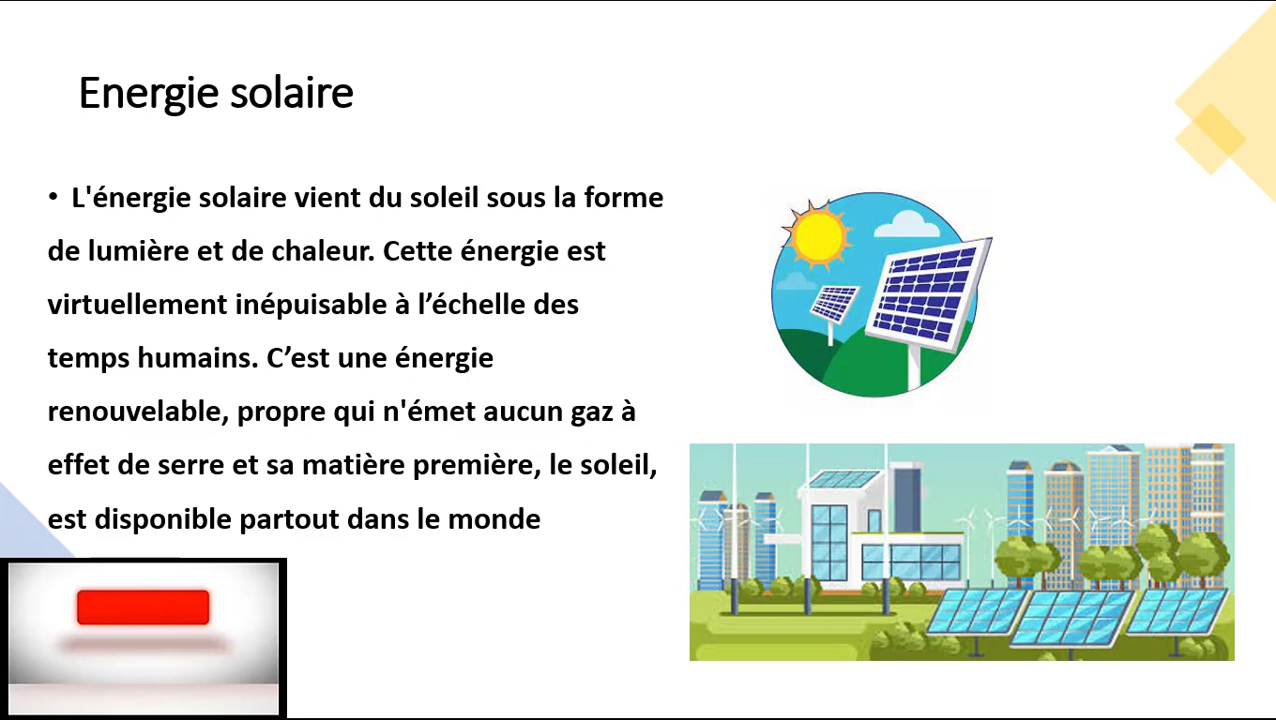 Energie solaire
• L'énergie solaire vient du soleil sous la forme
de lumière et de chaleur. Cette énergie est
virtuellement inépuisable à l’échelle des
temps humains. C’est une énergie
renouvelable, propre qui n'émet aucun gaz à
effet de serre et sa matière première, le soleil,
est disponible partout dans le monde